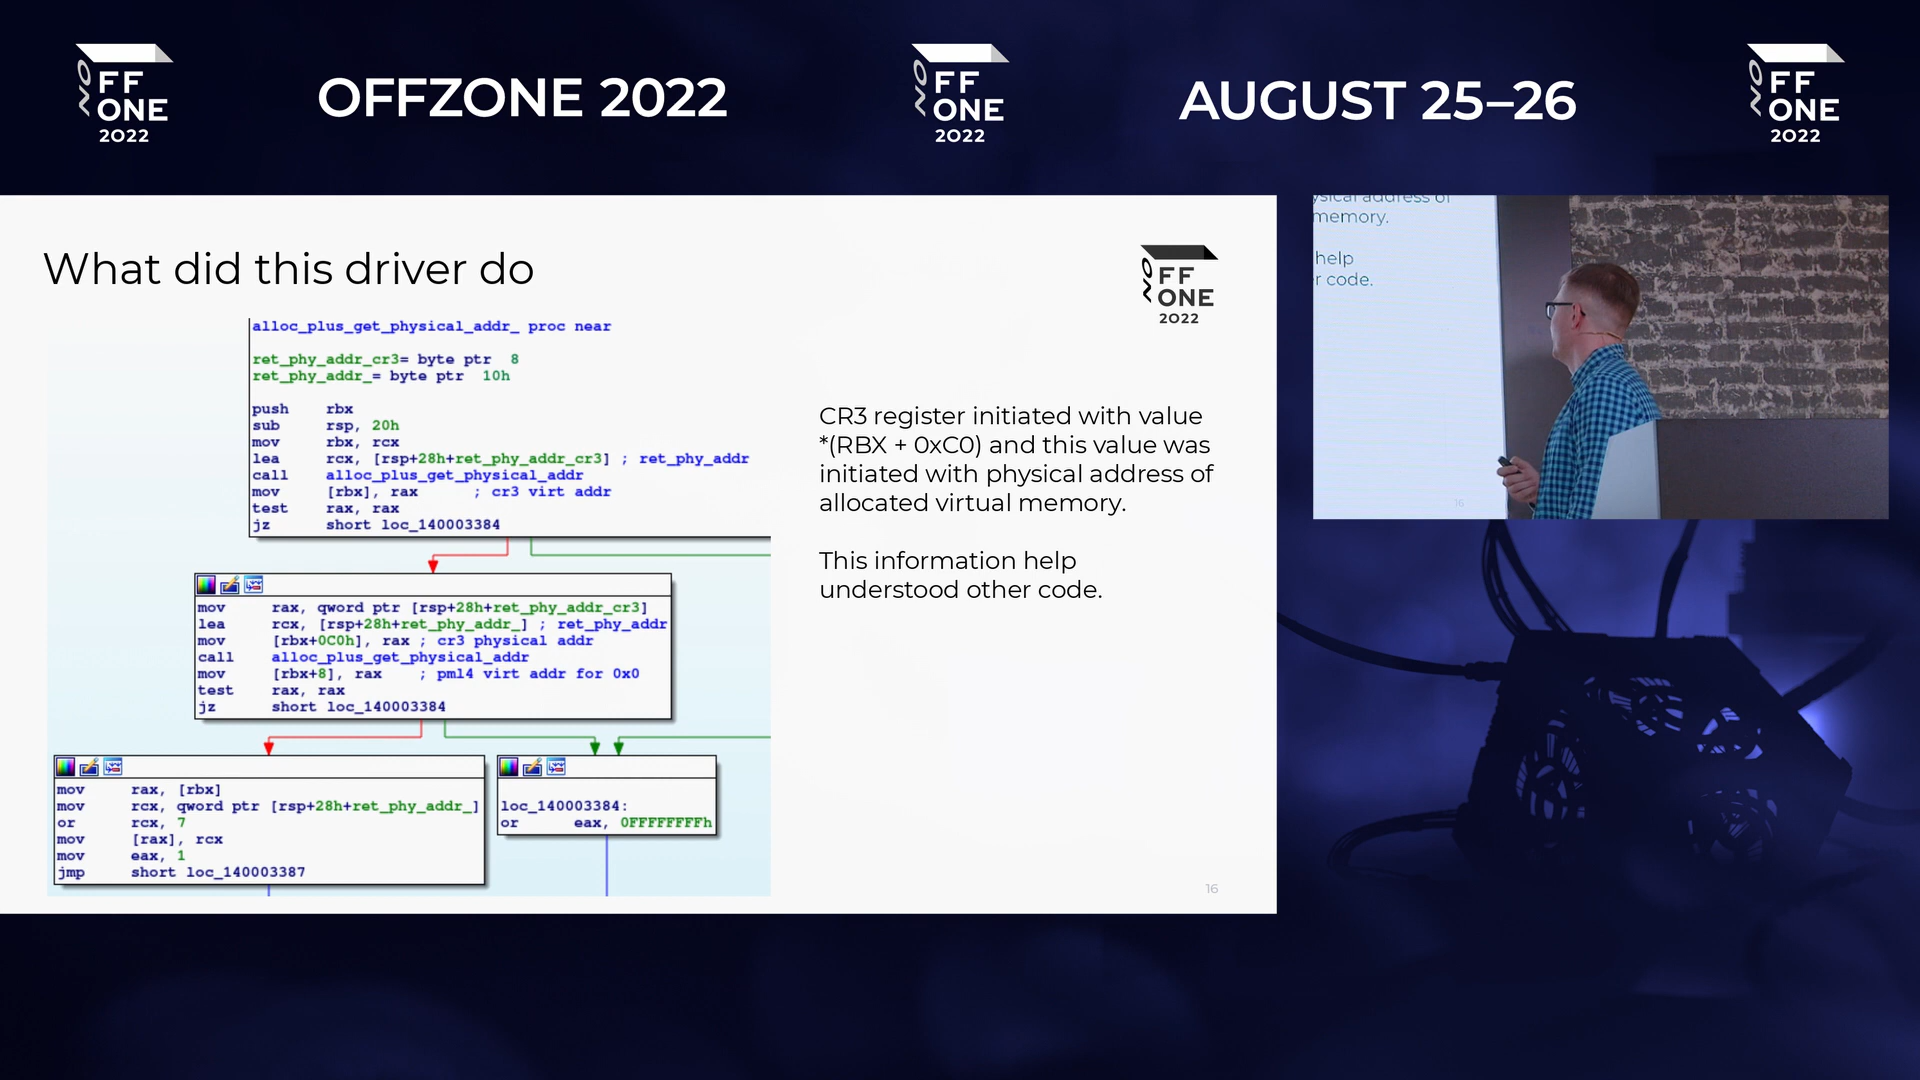 OFF
ZONE
2022
OFFZONE 2022
OFF
ZONE
2022
AUGUST 25–26
OFF
ZONE
2022
What did this driver do
OFF
ZONE
2022
alloc_plus_get_physical_addr_ proc near
ret_phy_addr_cr3= byte ptr  8
ret_phy_addr_= byte ptr  10h
push    rbx
sub     rsp, 20h
mov     rbx, rcx
lea     rcx, [rsp+28h+ret_phy_addr_cr3] ; ret_phy_addr
call    alloc_plus_get_physical_addr
mov     [rbx], rax      ; cr3 virt addr
test    rax, rax
jz      short loc_140003384
mov     rax, qword ptr [rsp+28h+ret_phy_addr_cr3]
lea     rcx, [rsp+28h+ret_phy_addr_] ; ret_phy_addr
mov     [rbx+0C0h], rax ; cr3 physical addr
call    alloc_plus_get_physical_addr
mov     [rbx+8], rax    ; pml4 virt addr for 0x0
test    rax, rax
jz      short loc_140003384
mov     rax, [rbx]
mov     rcx, qword ptr [rsp+28h+ret_phy_addr_]
or      rcx, 7
mov     [rax], rcx
mov     eax, 1
jmp     short loc_140003387
loc_140003384:
or      eax, 0FFFFFFFFh
CR3 register initiated with value
*(RBX + 0xC0) and this value was
initiated with physical address of
allocated virtual memory.
This information help
understood other code.
16
ysical address of
memory.
help
r code.
16